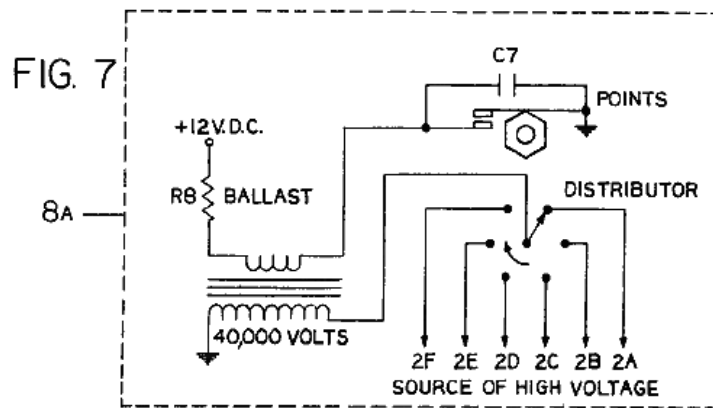 FIG. 7
C7
POINTS
+12V.D.C.
R8 BALLAST
DISTRIBUTOR
8A
40,000 VOLTS
2F 2E 2D 2C 2B 2A
SOURCE OF HIGH VOLTAGE